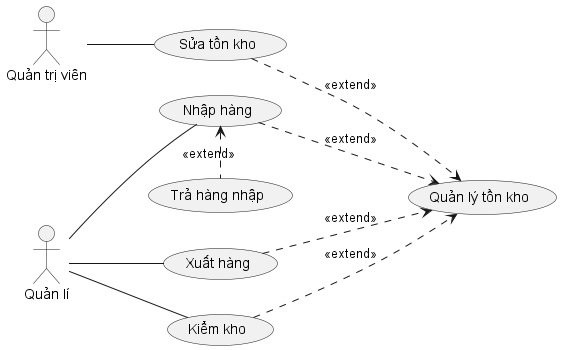 Quản trị viên
Sửa tồn kho
«extend»
Nhập hàng
«extend»
«extend»
Trả hàng nhập
Quản lý tồn kho
«extend»
Xuất hàng
«extend»
Quản lí
Kiểm kho